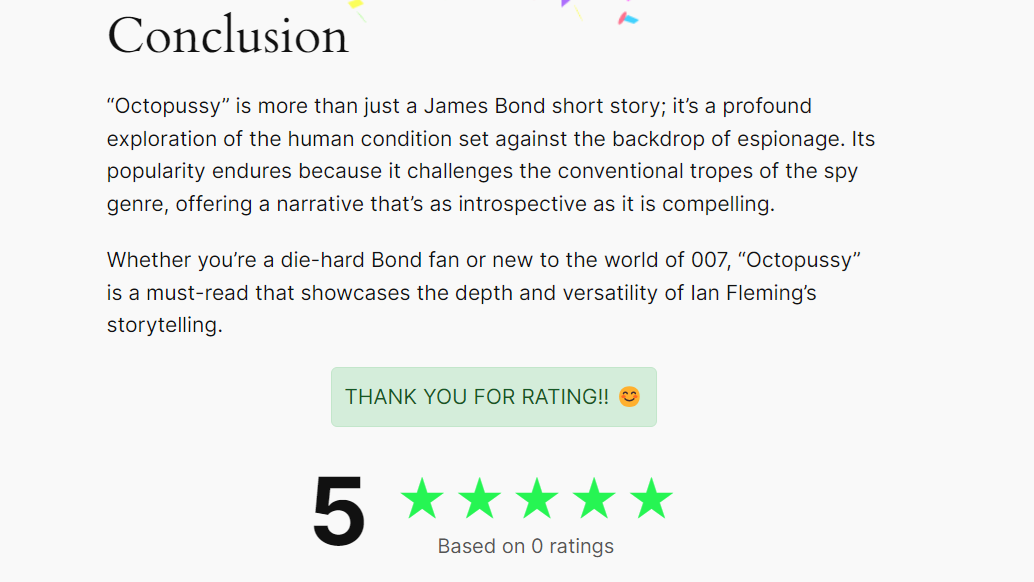 Conclusion
“Octopussy” is more than just a James Bond short story; it’s a profound
exploration of the human condition set against the backdrop of espionage. Its
popularity endures because it challenges the conventional tropes of the spy
genre, offering a narrative that’s as introspective as it is compelling.
Whether you’re a die-hard Bond fan or new to the world of 007, “Octopussy”
is a must-read that showcases the depth and versatility of Ian Fleming’s
storytelling.
THANK YOU FOR RATING!! 😊
5
Based on 0 ratings